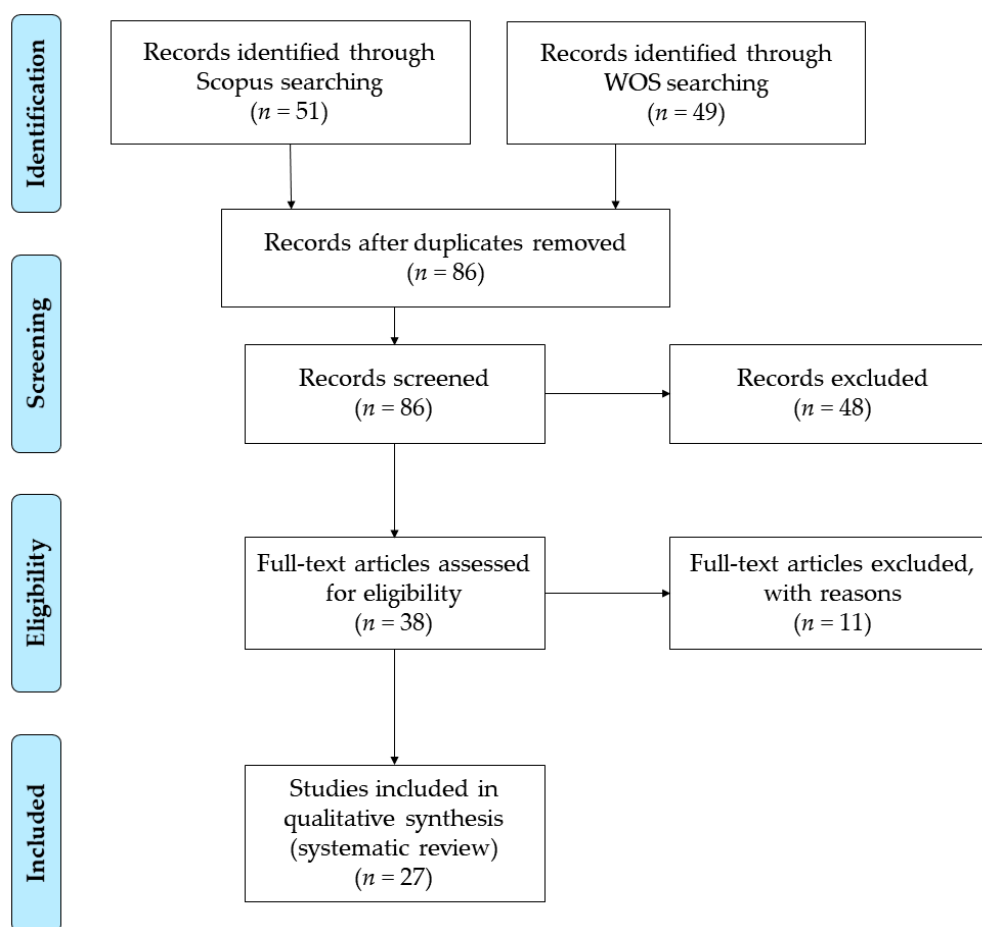 Identification
Records identified through
Scopus searching
(n = 51)
Records identified through
WOS searching
(n = 49)
Records after duplicates removed
(n = 86)
Screening
Records screened
(n = 86)
Records excluded
(n = 48)
Eligibility
Full-text articles assessed
for eligibility
(n = 38)
Full-text articles excluded,
with reasons
(n = 11)
Included
Studies included in
qualitative synthesis
(systematic review)
(n = 27)